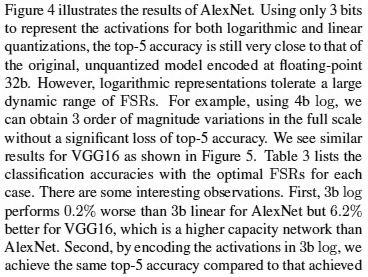 Figure 4 illustrates the results of AlexNet. Using only 3 bits
to represent the activations for both logarithmic and linear
quantizations, the top-5 accuracy is still very close to that of
the original, unquantized model encoded at floating-point
32b. However, logarithmic representations tolerate a large
dynamic range of FSRs. For example, using 4b log, we
can obtain 3 order of magnitude variations in the full scale
without a significant loss of top-5 accuracy. We see similar
results for VGG16 as shown in Figure 5. Table 3 lists the
classification accuracies with the optimal FSRs for each
case. There are some interesting observations. First, 3b log
performs 0.2% worse than 3b linear for AlexNet but 6.2%
better for VGG16, which is a higher capacity network than
AlexNet. Second, by encoding the activations in 3b log, we
achieve the same top-5 accuracy compared to that achieved